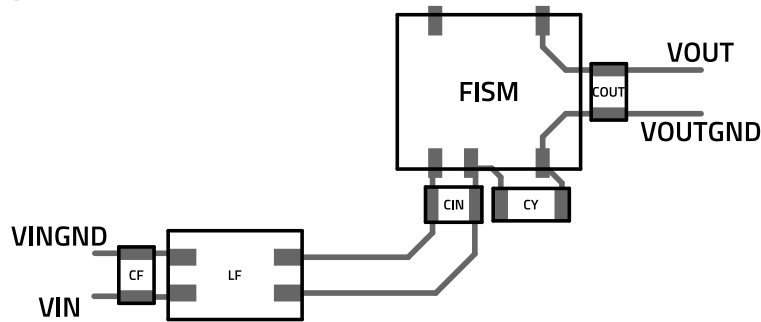 VOUT
FISM
COUT
VOUTGND
CIN
CY
VINGND
CF
LF
VIN